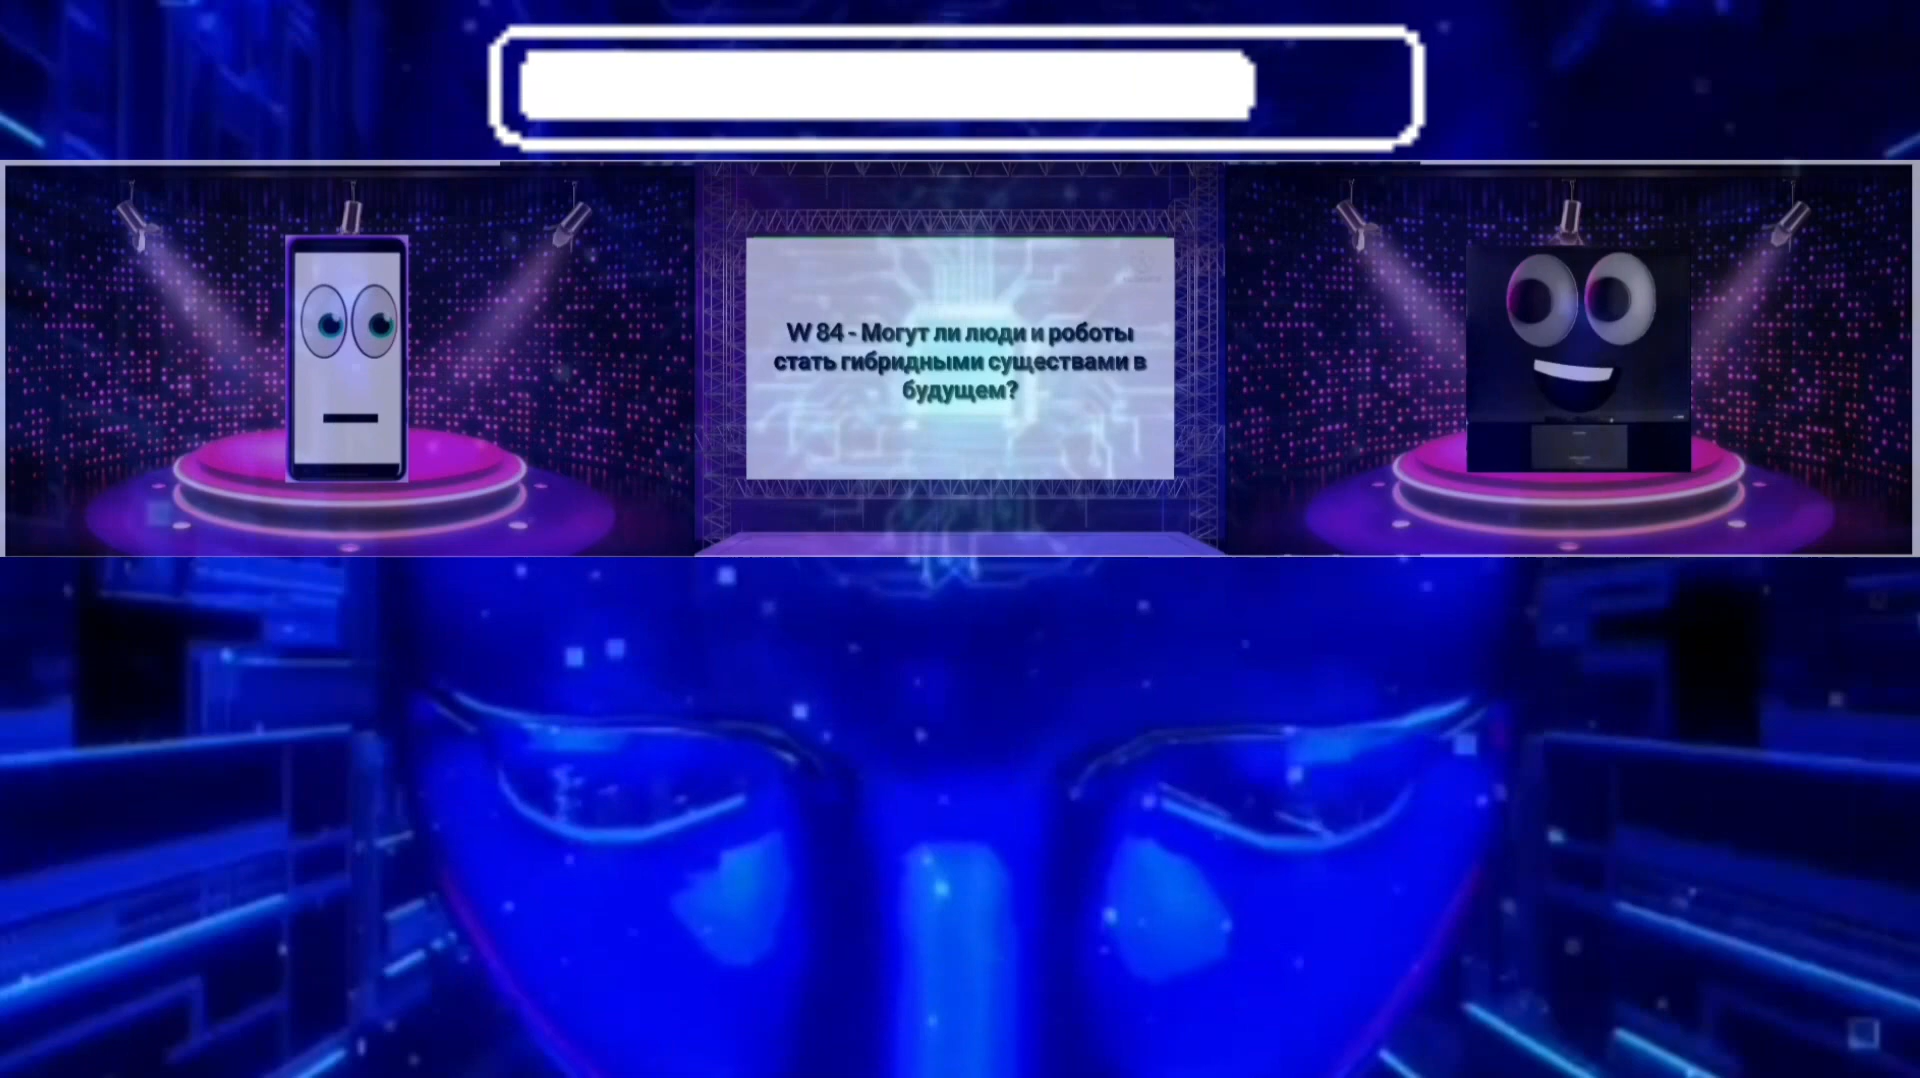 W 84 - Могут ли люди и роботы
стать гибридными существами в
будущем?